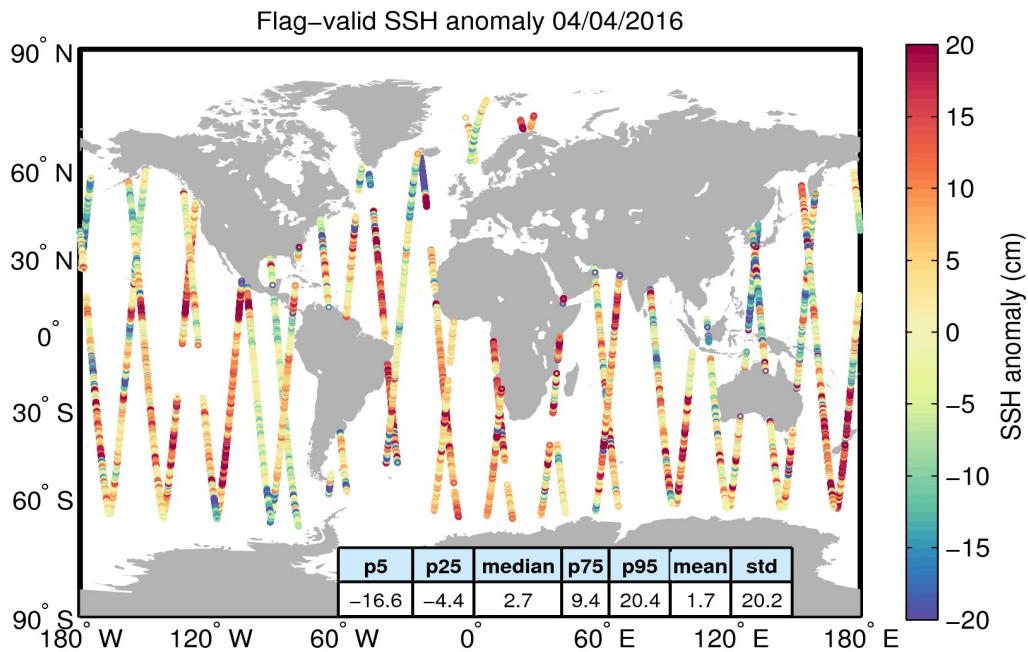 Flag−valid SSH anomaly 04/04/2016
90° N
60° N
30° N
0°
30° S
60° S
90° S
180° W
120° W
60° W
0°
60° E
120° E
180° E
p5 p25 median p75 p95 mean std
−16.6 −4.4 2.7 9.4 20.4 1.7 20.2
20
15
10
5
0
−5
−10
−15
−20
SSH anomaly (cm)